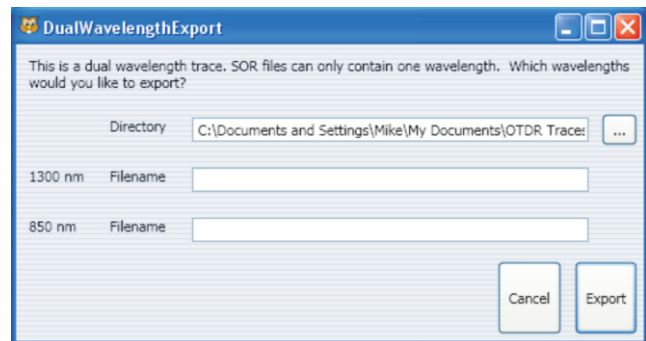 DualWavelengthExport
This is a dual wavelength trace. SOR files can only contain one wavelength. Which wavelengths
would you like to export?
Directory C:\Documents and Settings\Mike\My Documents\OTDR Traces ...
1300 nm Filename
850 nm Filename
Cancel Export